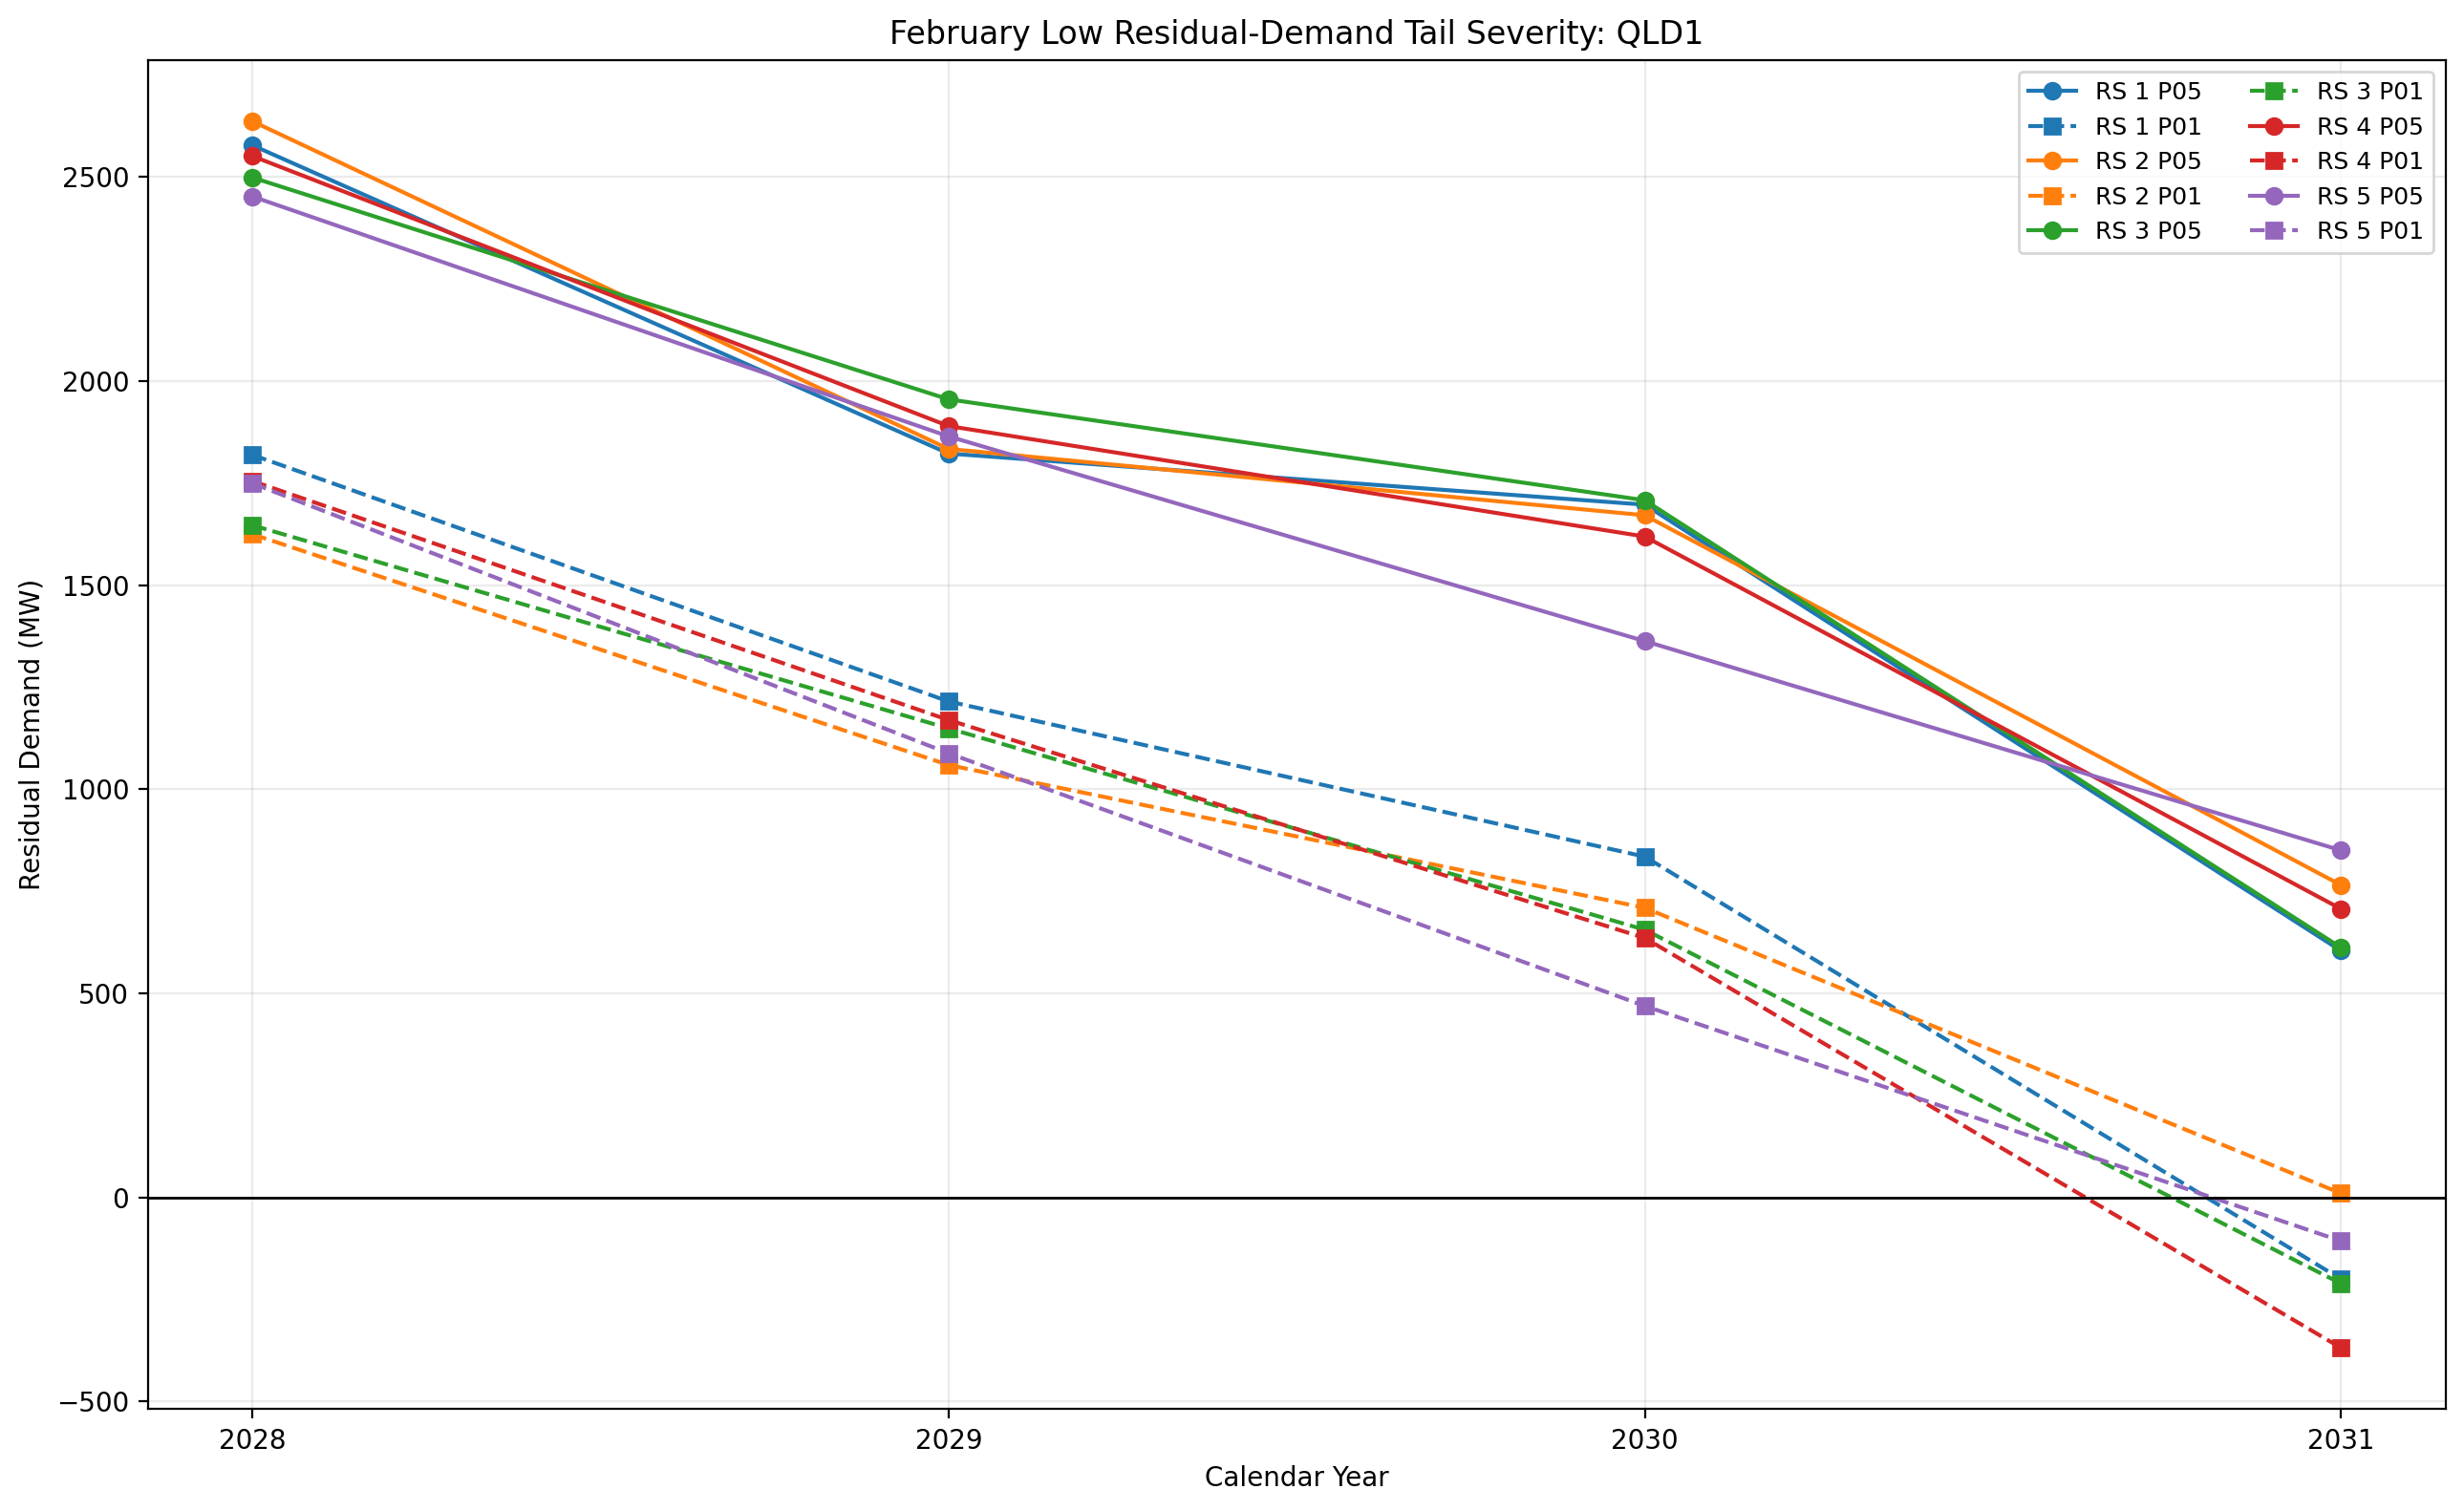 February Low Residual-Demand Tail Severity: QLD1
RS 1 P05
RS 1 P01
RS 2 P05
RS 2 P01
RS 3 P05
RS 3 P01
RS 4 P05
RS 4 P01
RS 5 P05
RS 5 P01
Residual Demand (MW)
2500
2000
1500
1000
500
0
−500
2028
2029
2030
2031
Calendar Year